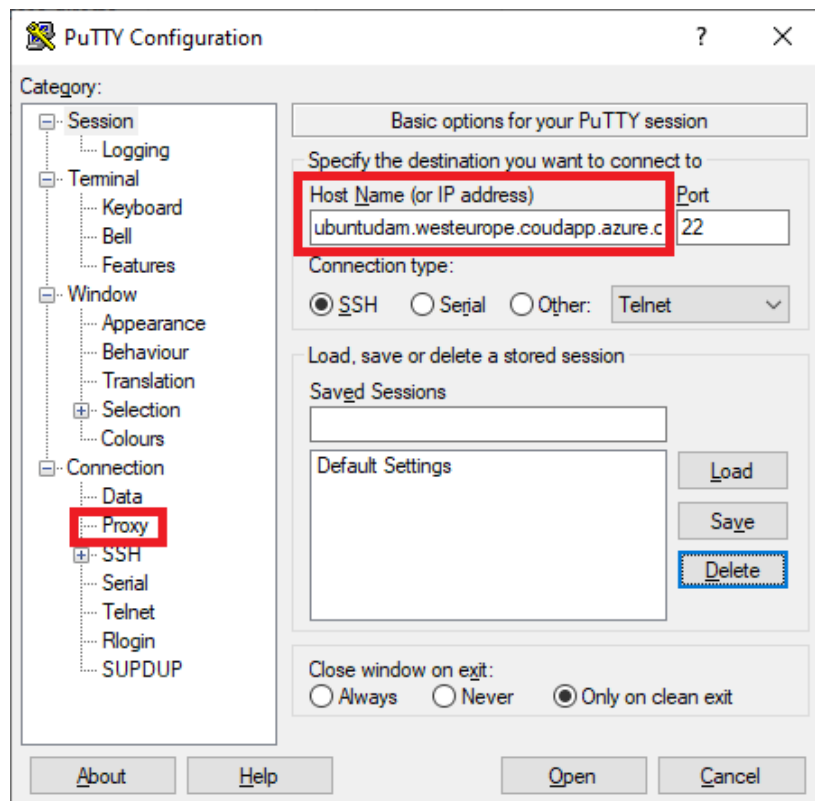 PuTTY Configuration
?
Category:
Session
Logging
Terminal
Keyboard
Bell
Features
Window
Appearance
Behaviour
Translation
Selection
Colours
Connection
Data
Proxy
SSH
Serial
Telnet
Rlogin
SUPDUP
Basic options for your PuTTY session
Specify the destination you want to connect to
Host Name (or IP address) Port
ubuntudam.westeurope.coudapp.azure.c 22
Connection type:
SSH Serial Other: Telnet
Load, save or delete a stored session
Saved Sessions
Default Settings
Load
Save
Delete
Close window on exit:
Always Never Only on clean exit
About Help Open Cancel